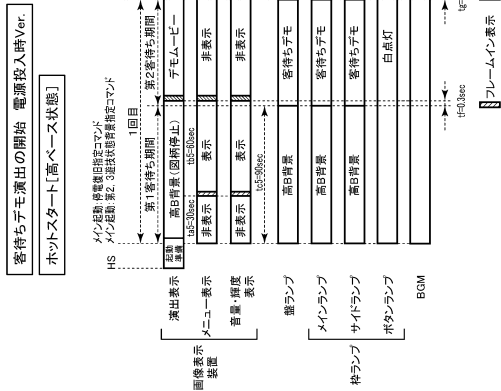 客待ちデモ演出の開始 電源投入時Ver.
ホットスタート[高ベース状態]
メイン起動:停電復旧指定コマンド
メイン起動:第2, 3遊技状態背景指定コマンド
1回目
HS
第1客待ち期間
第2客待ち期間
画像表示装置
演出表示
起動準備
高B背景(図柄停止)
デモムービー
ta5=30sec
tb5=60sec
メニュー表示
非表示
表示
非表示
音量・輝度表示
非表示
表示
非表示
tc5=90sec
盤ランプ
高B背景
客待ちデモ
枠ランプ
メインランプ
高B背景
客待ちデモ
サイドランプ
高B背景
客待ちデモ
ボタンランプ
白点灯
BGM
tf=0.3sec
tg=
フレームイン表示